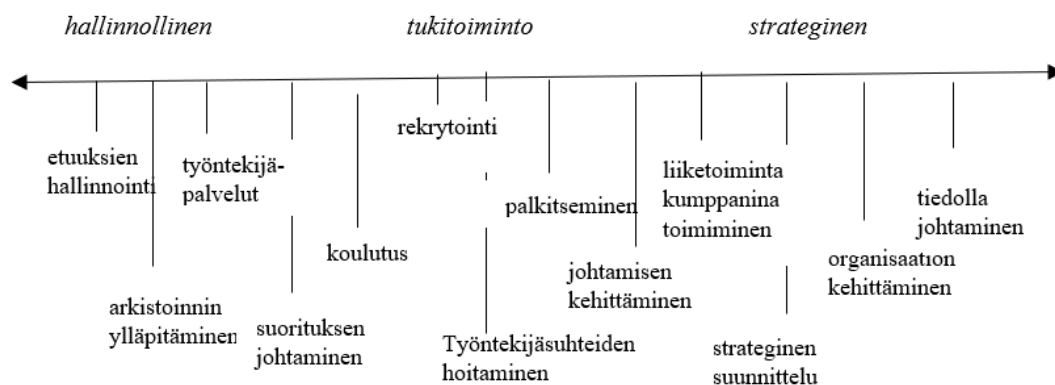 hallinnollinen
tukitoiminto
strateginen
etuuksien
hallinnointi
työntekijä-
palvelut
rekrytointi
palkitseminen
liiketoiminta
kumppanina
toimiminen
tiedolla
johtaminen
koulutus
johtamisen
kehittäminen
organisaation
kehittäminen
arkistoinnin
ylläpitäminen
suorituksen
johtaminen
Työntekijäsuhteiden
hoitaminen
strateginen
suunnittelu